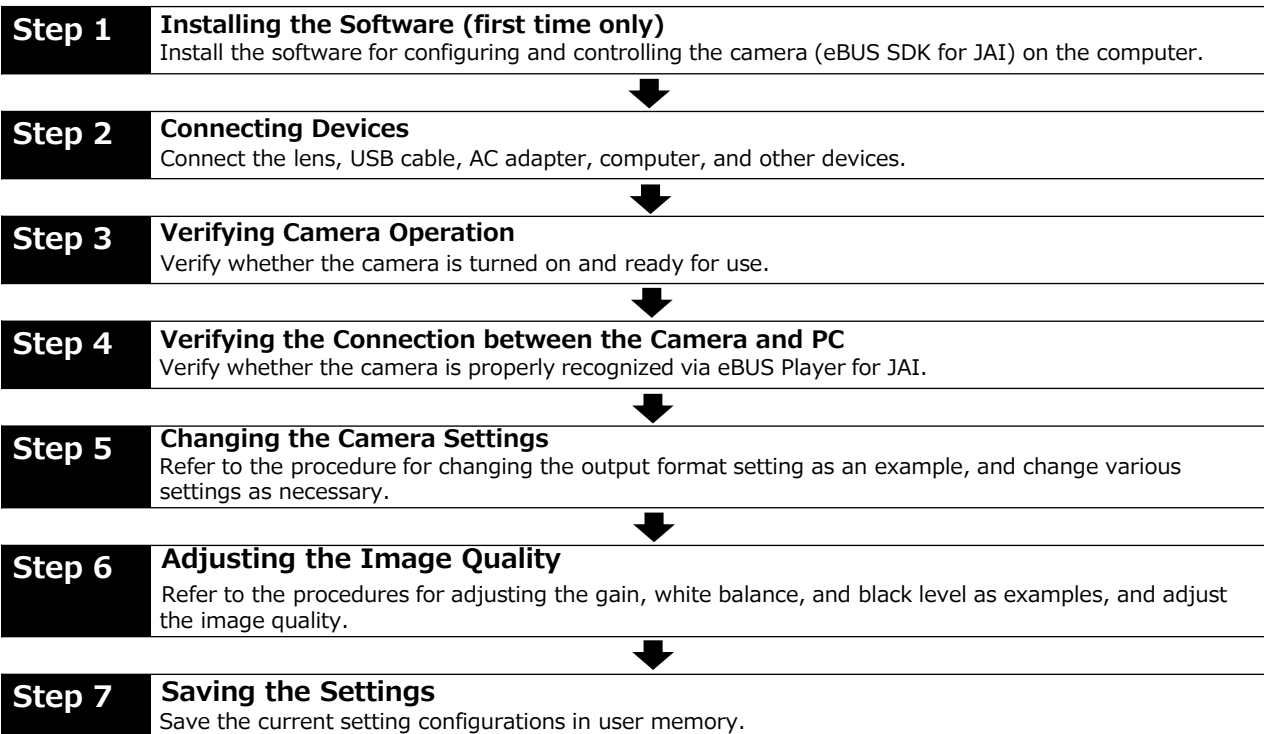 Step 1
Installing the Software (first time only)
Install the software for configuring and controlling the camera (eBUS SDK for JAI) on the computer.
Step 2
Connecting Devices
Connect the lens, USB cable, AC adapter, computer, and other devices.
Step 3
Verifying Camera Operation
Verify whether the camera is turned on and ready for use.
Step 4
Verifying the Connection between the Camera and PC
Verify whether the camera is properly recognized via eBUS Player for JAI.
Step 5
Changing the Camera Settings
Refer to the procedure for changing the output format setting as an example, and change various
settings as necessary.
Step 6
Adjusting the Image Quality
Refer to the procedures for adjusting the gain, white balance, and black level as examples, and adjust
the image quality.
Step 7
Saving the Settings
Save the current setting configurations in user memory.